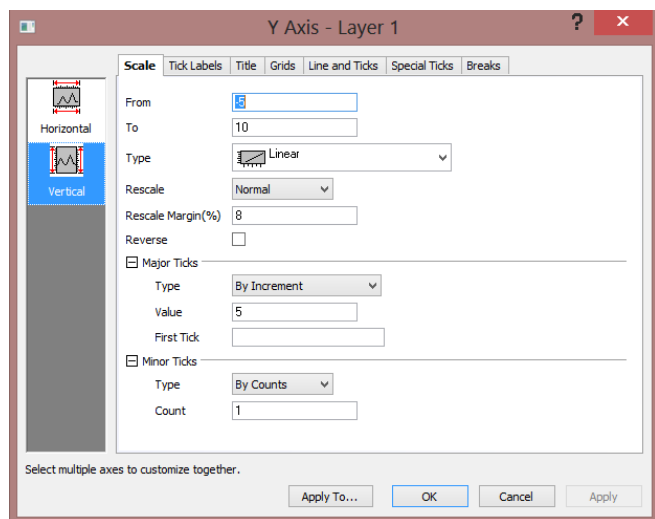 Y Axis - Layer 1
?
Scale Tick Labels Title Grids Line and Ticks Special Ticks Breaks
Horizontal
Vertical
From -5
To 10
Type Linear
Rescale Normal
Rescale Margin(%) 8
Reverse
Major Ticks
Type By Increment
Value 5
First Tick
Minor Ticks
Type By Counts
Count 1
Select multiple axes to customize together.
Apply To... OK Cancel Apply